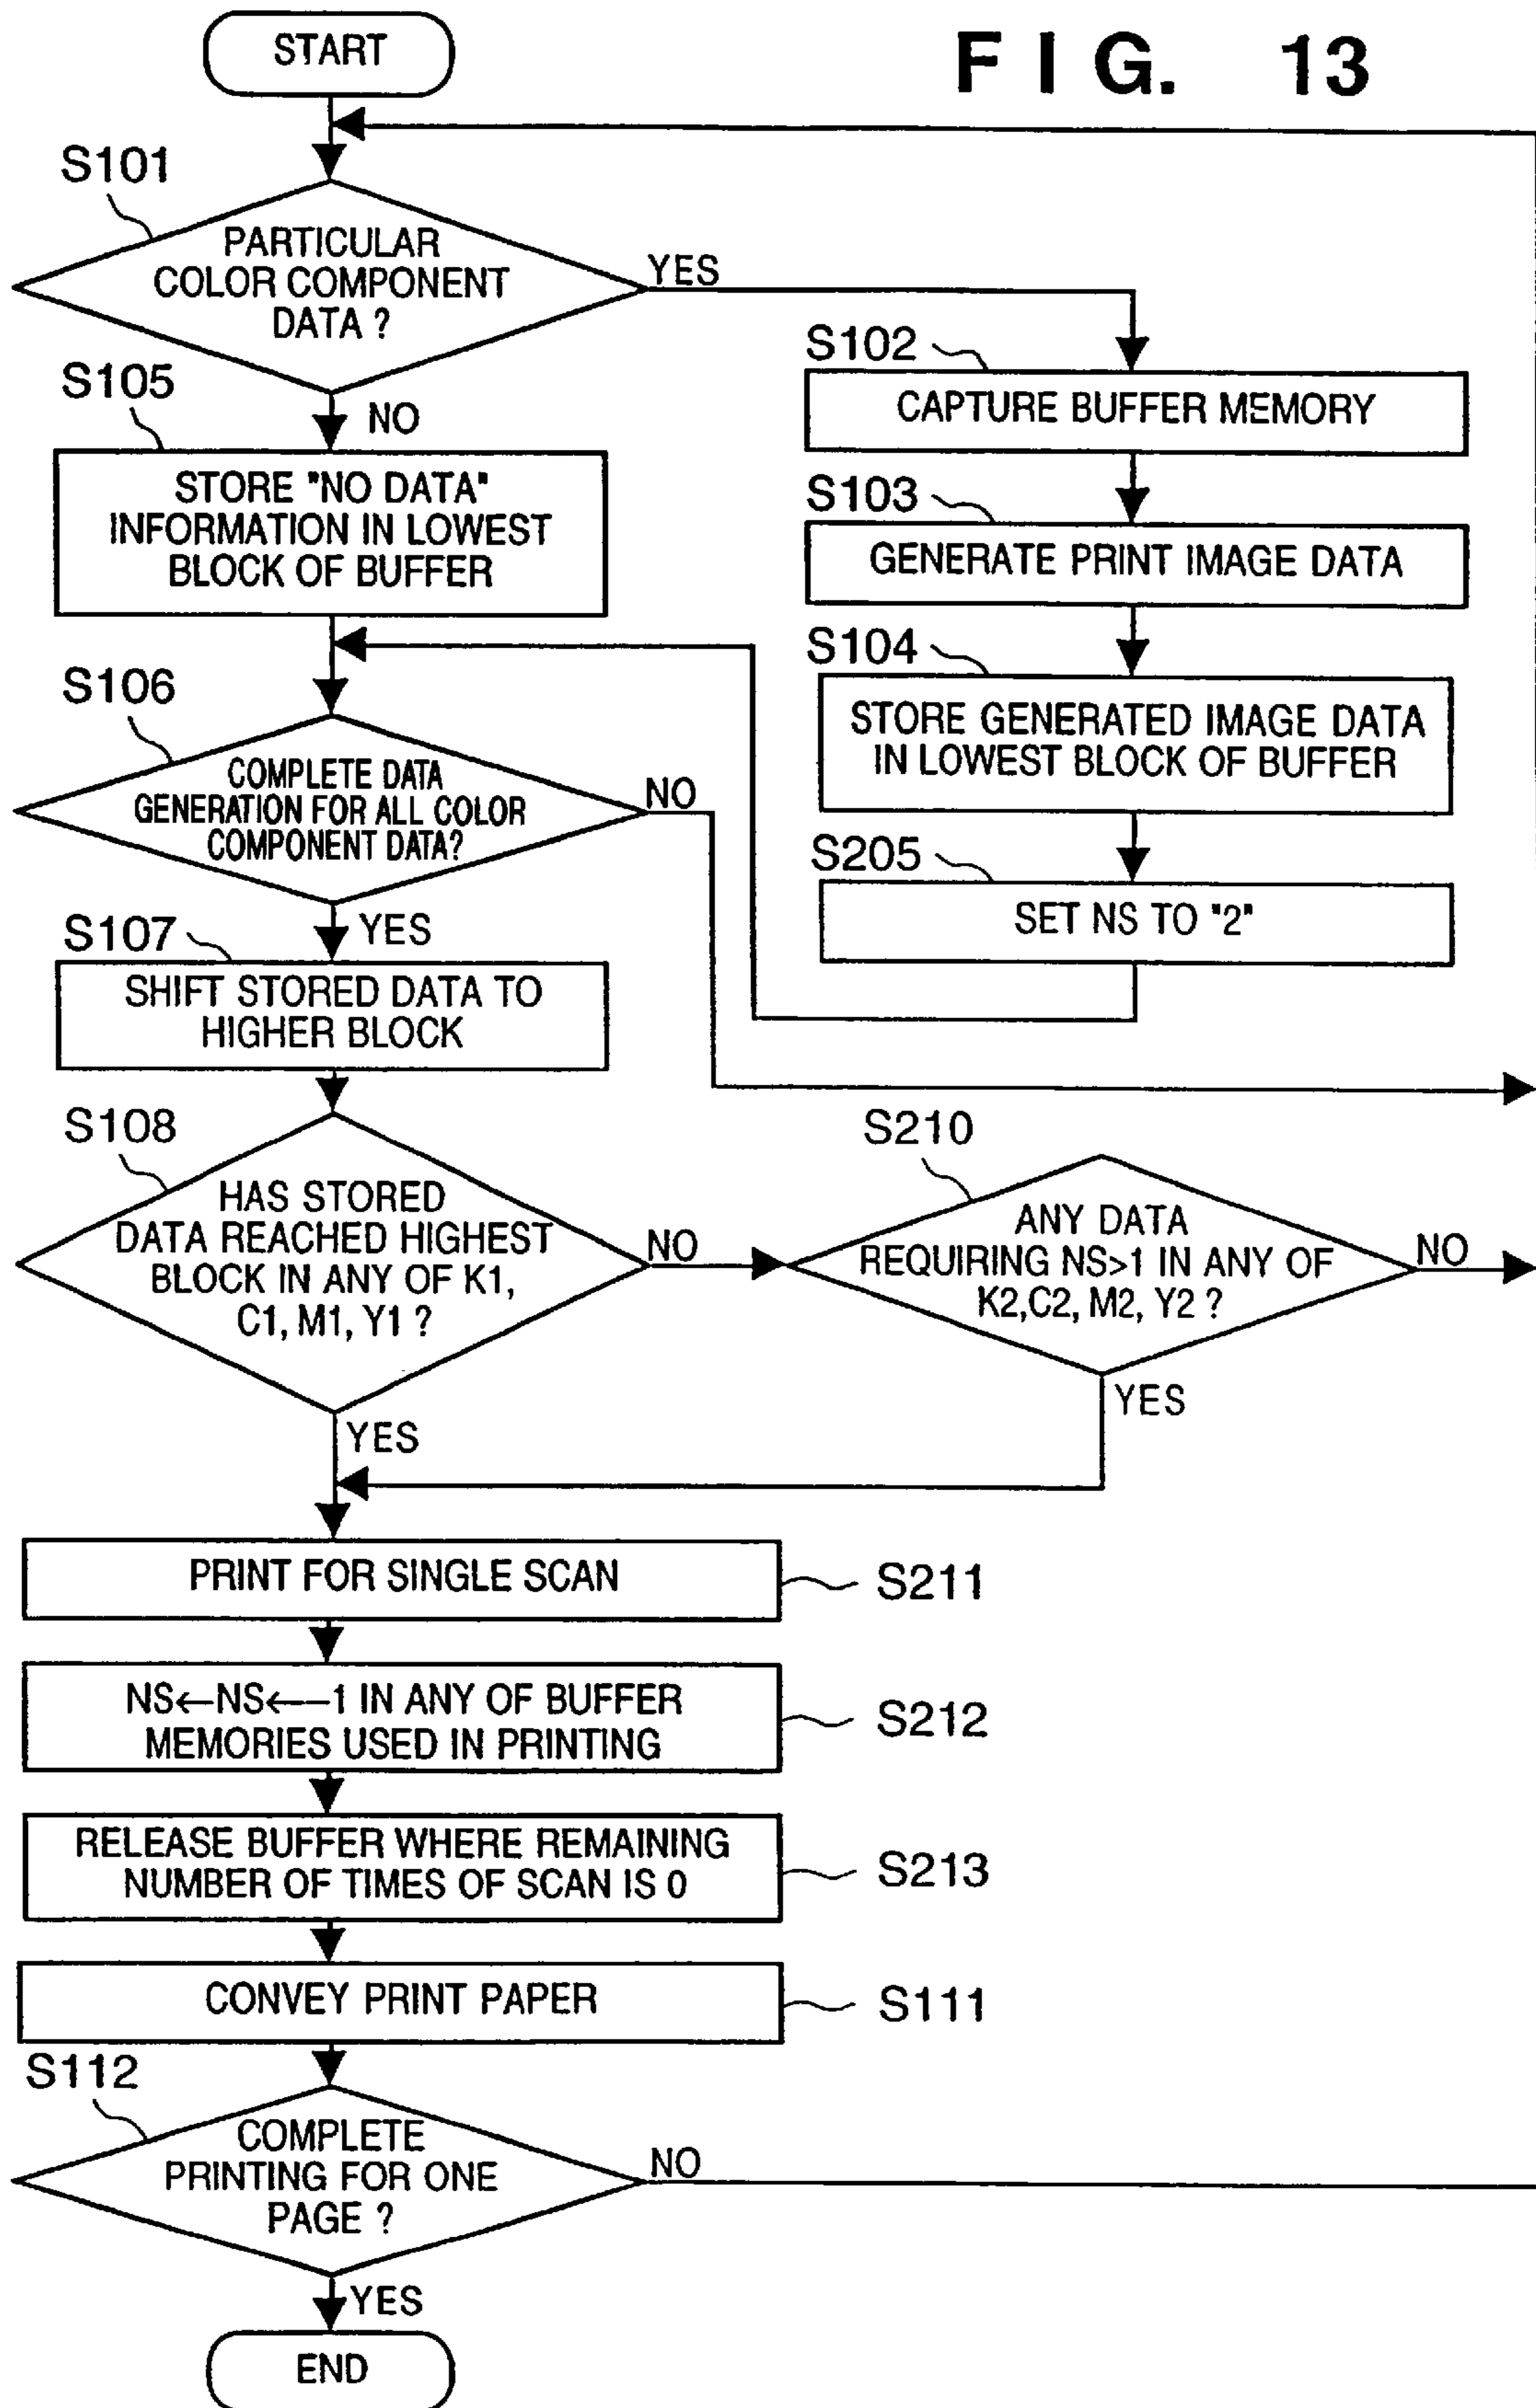 START
F I G. 13
S101
PARTICULAR
COLOR COMPONENT
DATA ?
YES
S102
CAPTURE BUFFER MEMORY
S105
NO
STORE "NO DATA"
INFORMATION IN LOWEST
BLOCK OF BUFFER
S103
GENERATE PRINT IMAGE DATA
S104
STORE GENERATED IMAGE DATA
IN LOWEST BLOCK OF BUFFER
S106
COMPLETE DATA
GENERATION FOR ALL COLOR
COMPONENT DATA?
NO
S205
SET NS TO "2"
YES
S107
SHIFT STORED DATA TO
HIGHER BLOCK
S108
HAS STORED
DATA REACHED HIGHEST
BLOCK IN ANY OF K1,
C1, M1, Y1 ?
NO
S210
ANY DATA
REQUIRING NS>1 IN ANY OF
K2,C2, M2, Y2 ?
NO
YES
YES
PRINT FOR SINGLE SCAN
S211
NS←NS←—1 IN ANY OF BUFFER
MEMORIES USED IN PRINTING
S212
RELEASE BUFFER WHERE REMAINING
NUMBER OF TIMES OF SCAN IS 0
S213
CONVEY PRINT PAPER
S111
S112
COMPLETE
PRINTING FOR ONE
PAGE ?
NO
YES
END